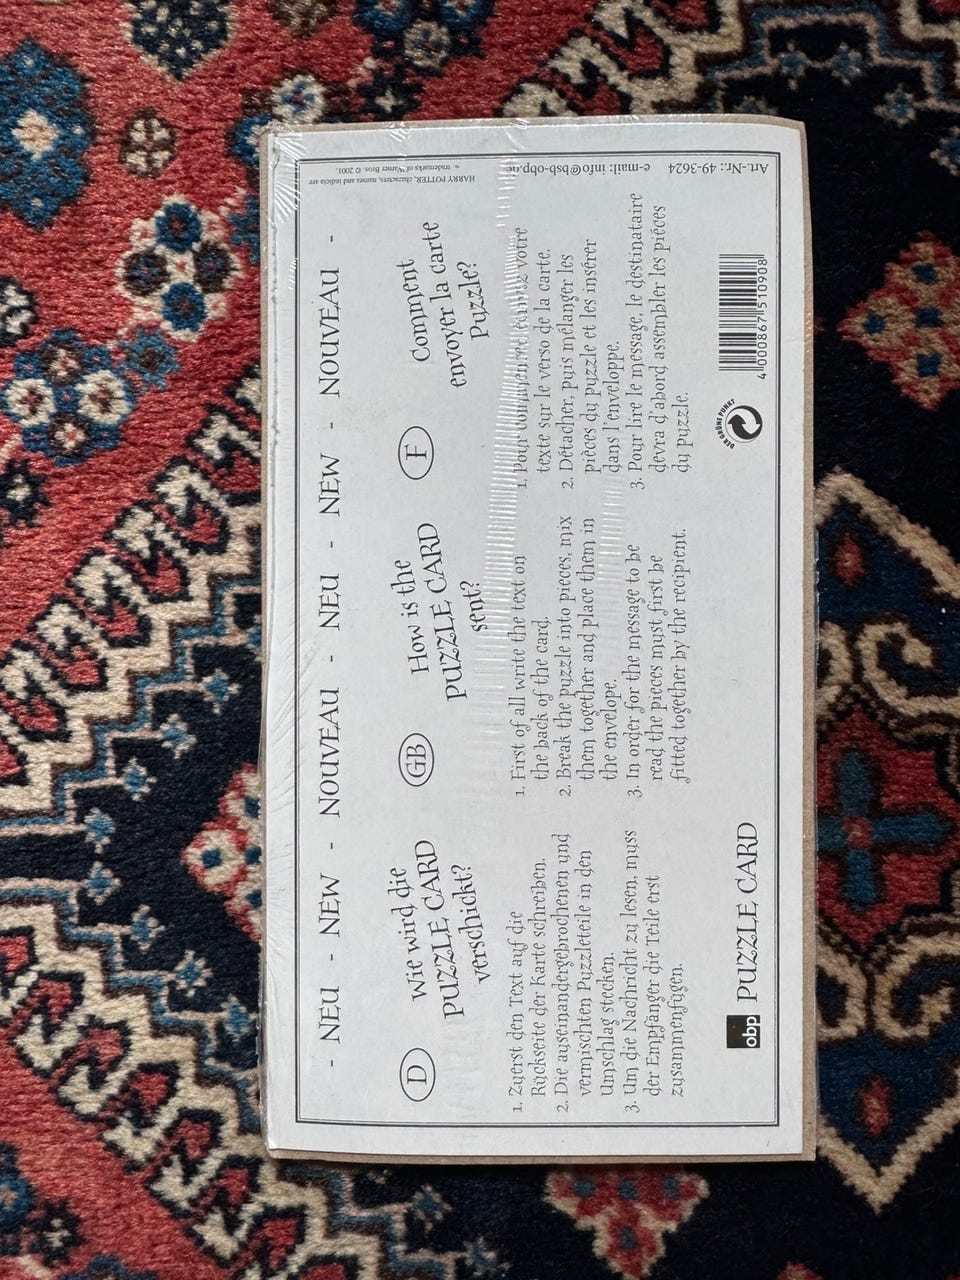 - NEU - NEW - NOUVEAU - NEU - NEW - NOUVEAU -
D
Wie wird die
PUZZLE CARD
verschickt?
1. Zuerst den Text auf die
Rückseite der Karte schreiben.
2. Die auseinandergebrochenen und
vermischten Puzzleteile in den
Umschlag stecken.
3. Um die Nachricht zu lesen, muss
der Empfänger die Teile erst
zusammenfügen.
GB
How is the
PUZZLE CARD
sent?
1. First of all write the text on
the back of the card.
2. Break the puzzle into pieces, mix
them together and place them in
the envelope.
3. In order for the message to be
read the pieces must first be
fitted together by the recipient.
F
Comment
envoyer la carte
Puzzle?
1. Pour commencer écrivez votre
texte sur le verso de la carte.
2. Détacher, puis mélanger les
pièces du puzzle et les insérer
dans l'enveloppe.
3. Pour lire le message, le destinataire
devra d'abord assembler les pièces
du puzzle.
obp PUZZLE CARD
DER GRÜNE PUNKT
4 000867 510908
HARRY POTTER, characters, names and indicia are
trademarks of Warner Bros. © 2001.
e-mail: info@bsb-obp.de
Art.-Nr.: 49-3624